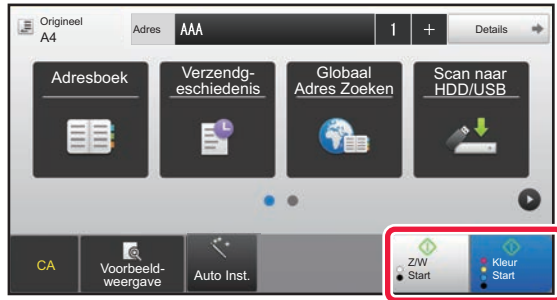 Origineel
A4
Adres
AAA
1
+
Details
Adresboek
Verzendg-
eschiedenis
Globaal
Adres Zoeken
Scan naar
HDD/USB
CA
Voorbeeld-
weergave
Auto Inst.
Z/W
Start
Kleur
Start